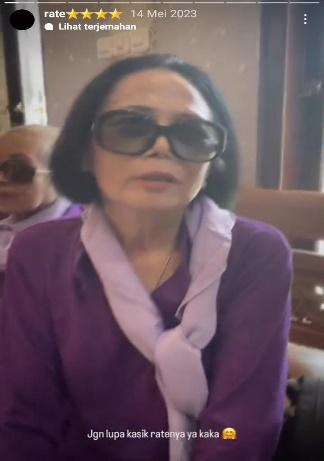 rate⭐⭐⭐⭐ 14 Mei 2023
Lihat terjemahan
Jgn lupa kasik ratenya ya kaka 🤗